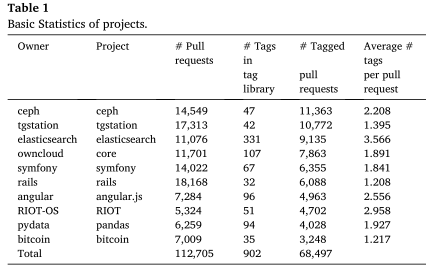 Table 1
Basic Statistics of projects.
Owner Project # Pull requests # Tags in tag library # Tagged pull requests Average # tags per pull request
ceph ceph 14,549 47 11,363 2.208
tgstation tgstation 17,313 42 10,772 1.395
elasticsearch elasticsearch 11,076 331 9,135 3.566
owncloud core 11,701 107 7,863 1.891
symfony symfony 14,022 67 6,355 1.841
rails rails 18,168 32 6,088 1.208
angular angular.js 7,284 96 4,963 2.556
RIOT-OS RIOT 5,324 51 4,702 2.958
pydata pandas 6,259 94 4,028 1.927
bitcoin bitcoin 7,009 35 3,248 1.217
Total 112,705 902 68,497